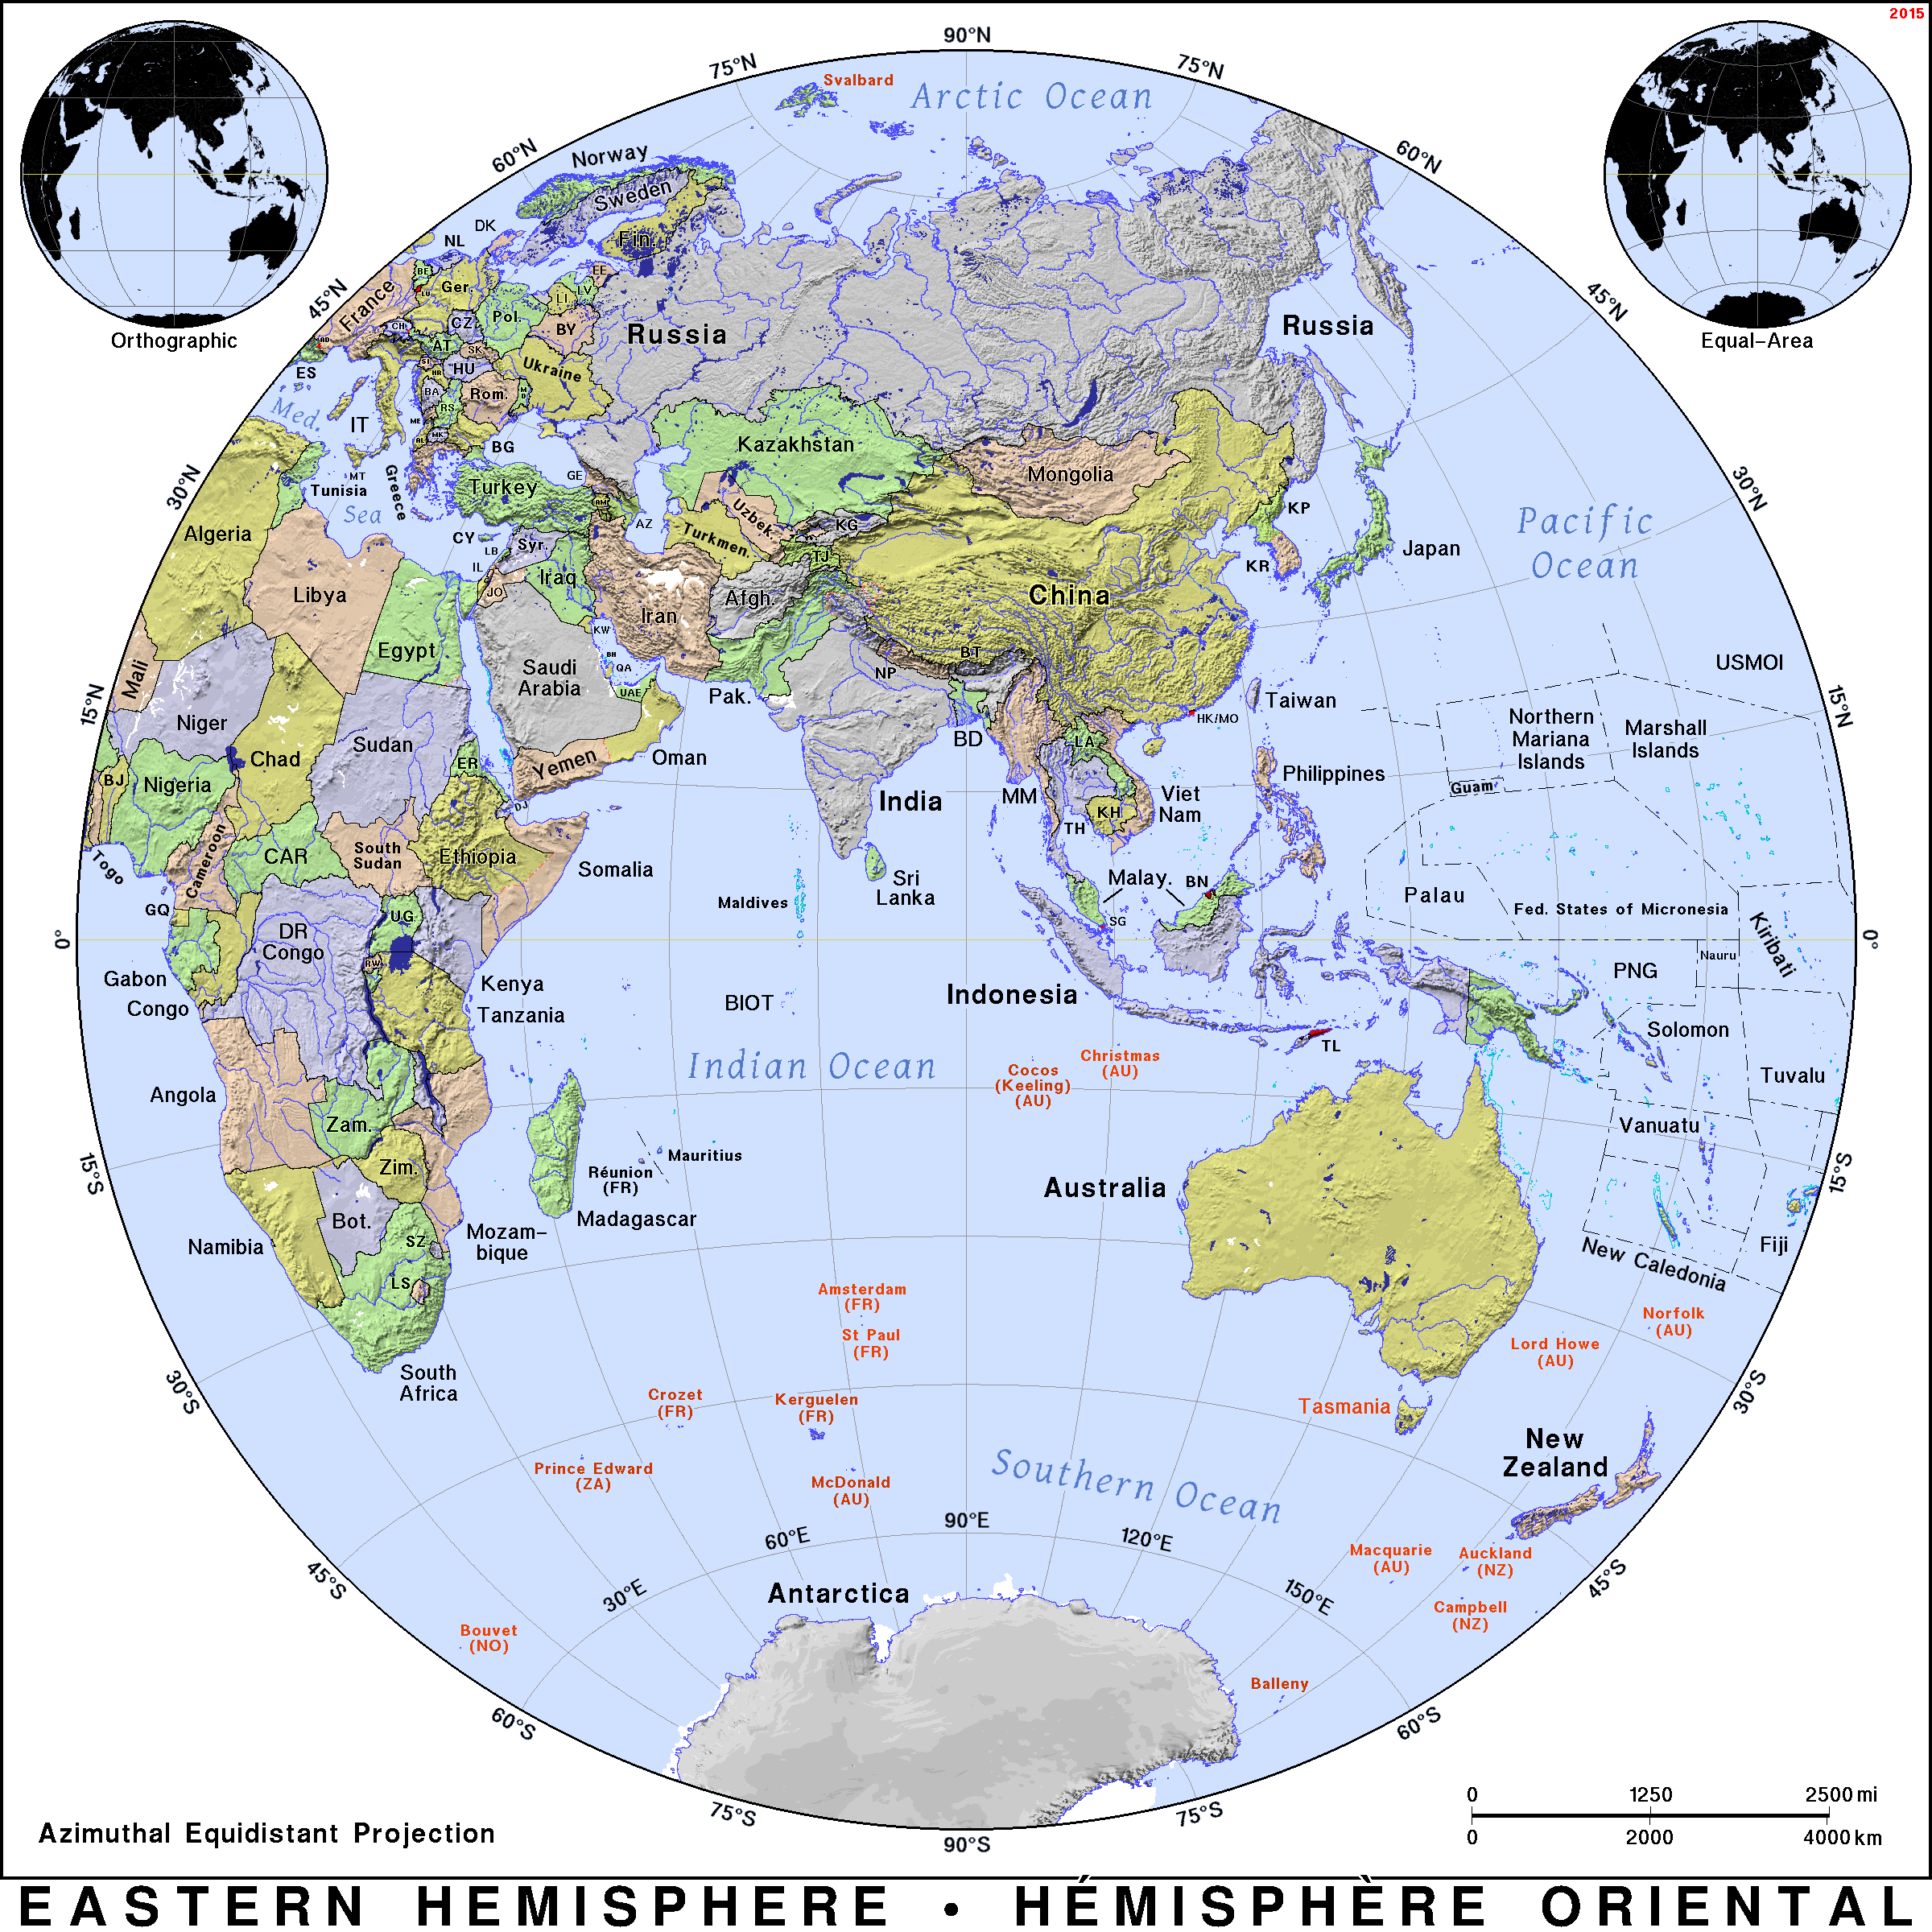 2015
90°N
75°N
75°N
60°N
60°N
45°N
45°N
30°N
30°N
15°N
15°N
0°
0°
15°S
15°S
30°S
30°S
45°S
45°S
60°S
60°S
75°S
75°S
90°S
Orthographic
Equal-Area
Svalbard
Arctic Ocean
Norway
Sweden
Fin.
DK
NL
BE
LU
Ger.
EE
LV
LI.
France
CH
CZ
Pol.
BY
Russia
Russia
AD
ES
AT
SK
SI
HR
HU
Ukraine
BA
RS
Rom.
M
D
Med.
IT
ME
AL
MK
BG
MT
Greece
Tunisia
Sea
Turkey
GE
AM
AZ
Kazakhstan
Mongolia
Uzbek.
Turkmen.
KG
TJ
KP
KR
Japan
Pacific
Ocean
Algeria
Libya
Egypt
CY
LB
IL
Syr.
JO
Iraq
KW
Iran
Afgh.
China
Mali
Niger
Chad
Sudan
Saudi
Arabia
BH
QA
UAE
Pak.
NP
BT
BD
Taiwan
HK/MO
USMOI
BJ
Nigeria
Togo
Cameroon
CAR
South
Sudan
ER
DJ
Ethiopia
Yemen
Oman
Somalia
India
Sri
Lanka
Maldives
MM
LA
TH
KH
Viet
Nam
Philippines
Northern
Mariana
Islands
Marshall
Islands
Guam
Palau
Fed. States of Micronesia
Kiribati
Nauru
Malay.
BN
SG
GQ
Gabon
Congo
DR
Congo
UG
RW
Kenya
Tanzania
BIOT
Indonesia
TL
PNG
Solomon
Tuvalu
Vanuatu
Fiji
New Caledonia
Angola
Zam.
Zim.
Bot.
Namibia
SZ
LS
South
Africa
Mozam-
bique
Madagascar
Réunion
(FR)
Mauritius
Indian Ocean
Cocos
(Keeling)
(AU)
Christmas
(AU)
Australia
Amsterdam
(FR)
St Paul
(FR)
Crozet
(FR)
Kerguelen
(FR)
Prince Edward
(ZA)
McDonald
(AU)
Southern Ocean
Tasmania
Lord Howe
(AU)
Norfolk
(AU)
New
Zealand
Macquarie
(AU)
Auckland
(NZ)
Campbell
(NZ)
Bouvet
(NO)
Balleny
30°E
60°E
90°E
120°E
150°E
Antarctica
0 1250 2500 mi
0 2000 4000 km
Azimuthal Equidistant Projection
EASTERN HEMISPHERE • HÉMISPHÈRE ORIENTAL